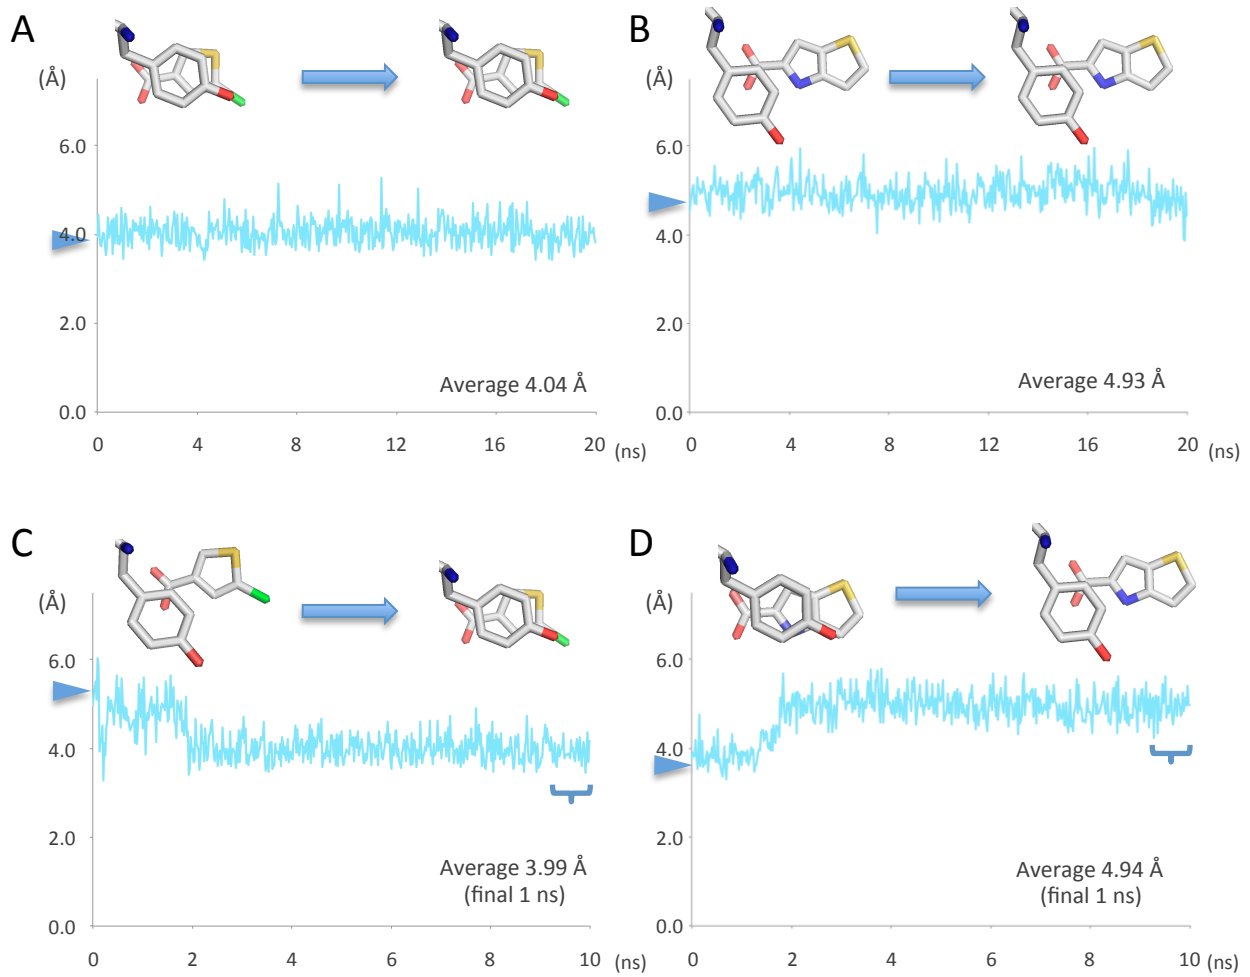 A
(Å)
6.0
4.0
2.0
0.0
0 4 8 12 16 20 (ns)
Average 4.04 Å
B
(Å)
6.0
4.0
2.0
0.0
0 4 8 12 16 20 (ns)
Average 4.93 Å
C
(Å)
6.0
4.0
2.0
0.0
0 2 4 6 8 10 (ns)
Average 3.99 Å
(final 1 ns)
D
(Å)
6.0
4.0
2.0
0.0
0 2 4 6 8 10 (ns)
Average 4.94 Å
(final 1 ns)